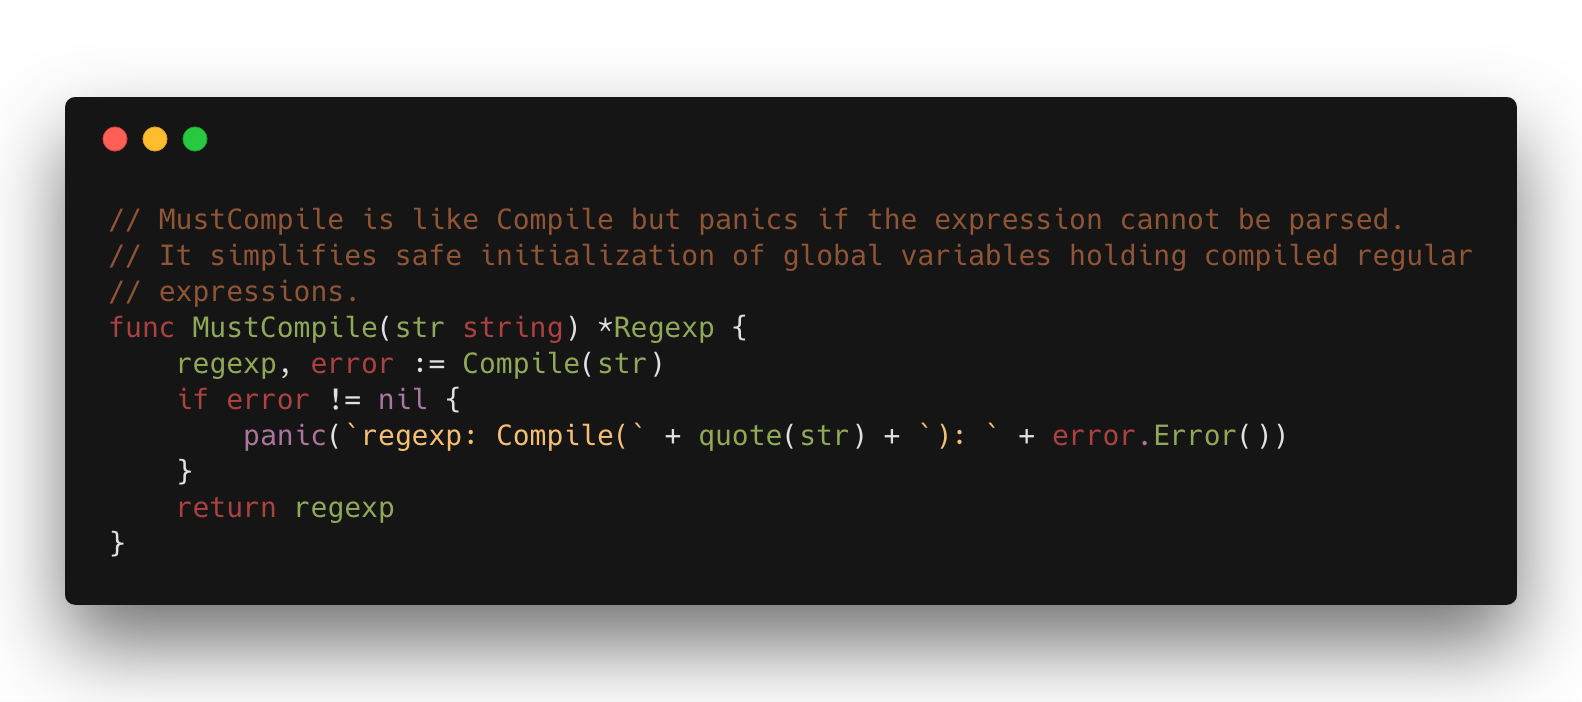 // MustCompile is like Compile but panics if the expression cannot be parsed.
// It simplifies safe initialization of global variables holding compiled regular
// expressions.
func MustCompile(str string) *Regexp {
    regexp, error := Compile(str)
    if error != nil {
        panic(`regexp: Compile(` + quote(str) + `): ` + error.Error())
    }
    return regexp
}